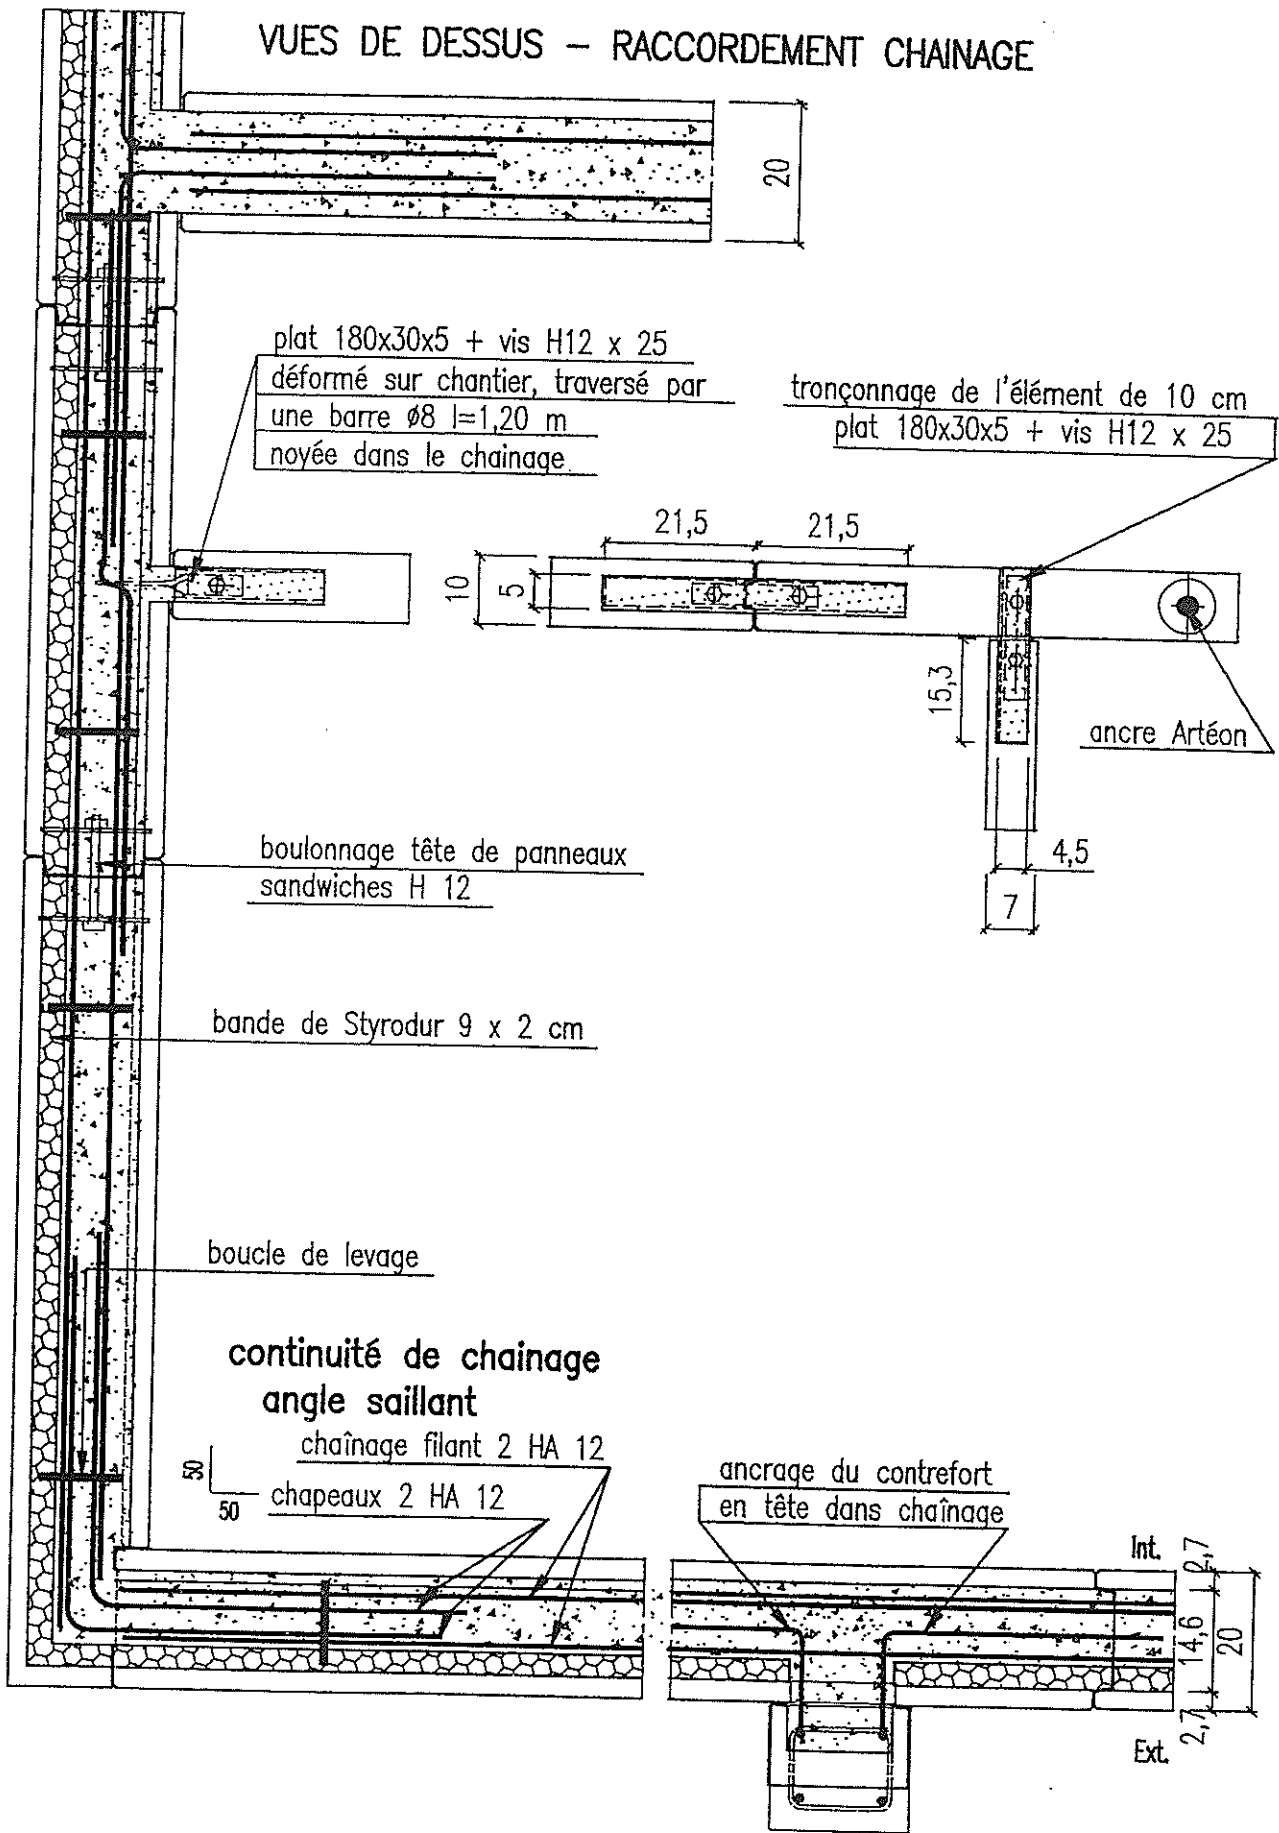 VUES DE DESSUS – RACCORDEMENT CHAINAGE
20
plat 180x30x5 + vis H12 x 25
déformé sur chantier, traversé par
une barre ø8 l=1,20 m
noyée dans le chainage
tronçonnage de l'élément de 10 cm
plat 180x30x5 + vis H12 x 25
21,5
21,5
10
5
15,3
ancre Artéon
4,5
7
boulonnage tête de panneaux
sandwiches H 12
bande de Styrodur 9 x 2 cm
boucle de levage
continuité de chainage
angle saillant
chaînage filant 2 HA 12
50
50
chapeaux 2 HA 12
ancrage du contrefort
en tête dans chaînage
Int.
2,7
14,6
20
2,7
Ext.